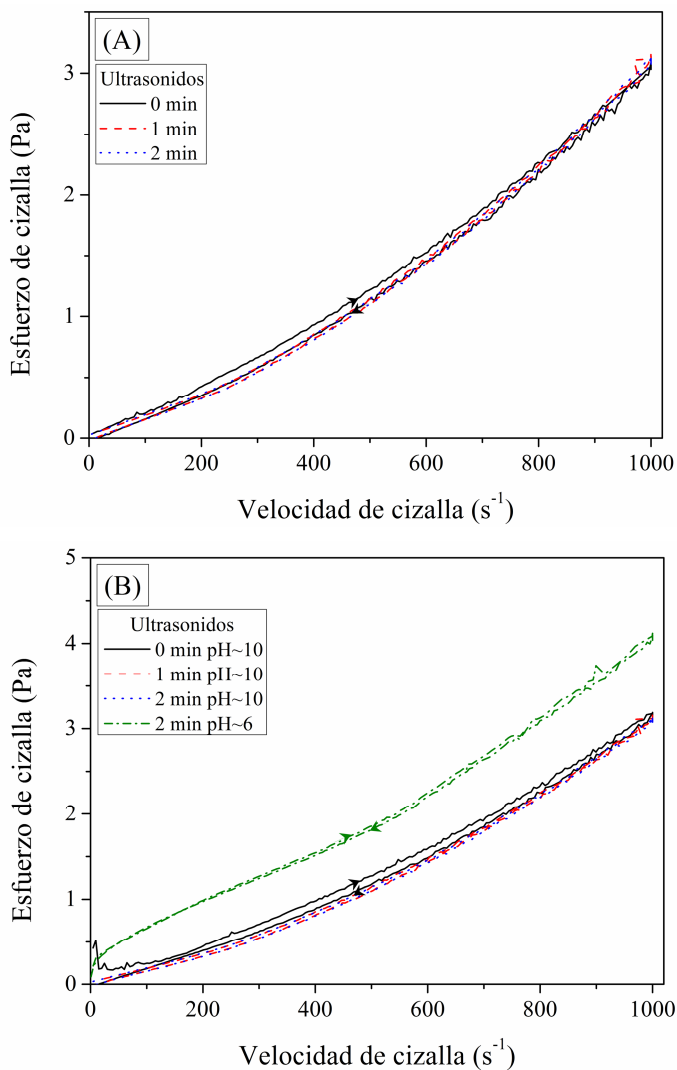 (A)
Ultrasonidos
0 min
1 min
2 min
Esfuerzo de cizalla (Pa)
3
2
1
0
0 200 400 600 800 1000
Velocidad de cizalla (s⁻¹)
(B)
Ultrasonidos
0 min pH~10
1 min pII~10
2 min pH~10
2 min pH~6
Esfuerzo de cizalla (Pa)
5
4
3
2
1
0
0 200 400 600 800 1000
Velocidad de cizalla (s⁻¹)